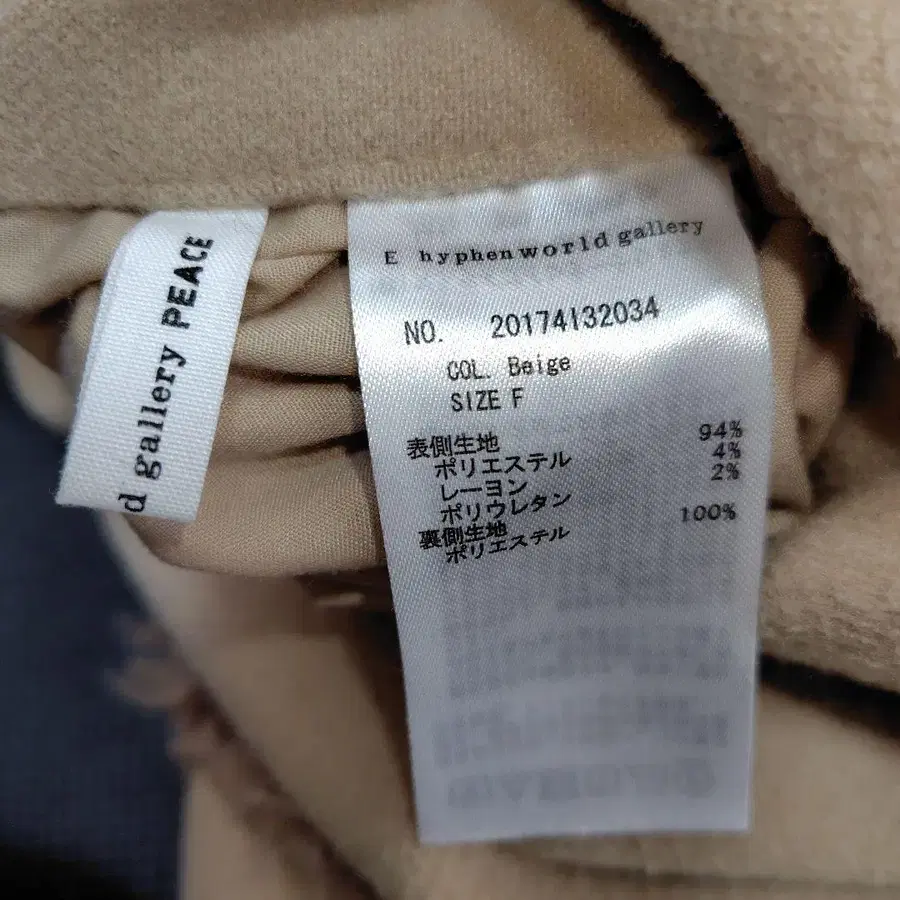 d gallery PEACE
E hyphen world gallery
NO. 20174132034
COL. Beige
SIZE F
表側生地
ポリエステル 94%
レーヨン 4%
ポリウレタン 2%
裏側生地
ポリエステル 100%